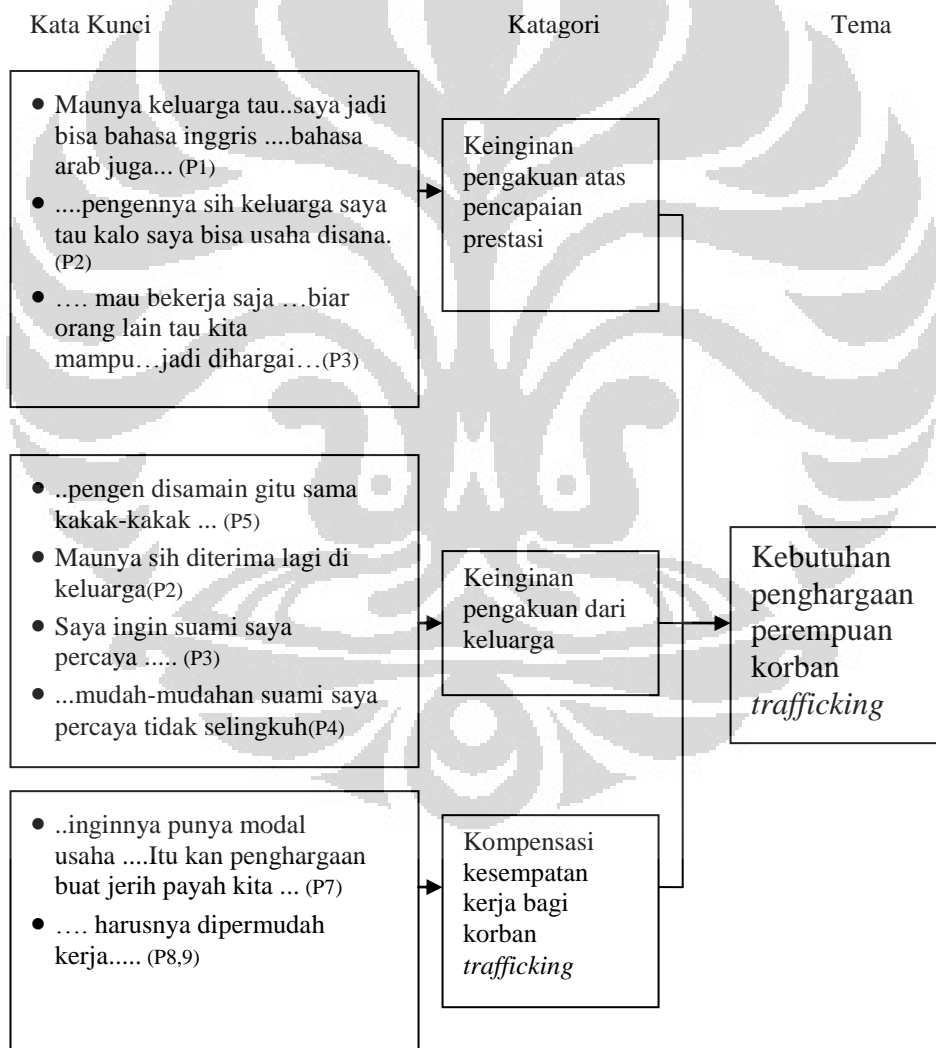 Kata Kunci Katagori Tema
• Maunya keluarga tau..saya jadi
bisa bahasa inggris ....bahasa
arab juga... (P1)
• ....pengennya sih keluarga saya
tau kalo saya bisa usaha disana.
(P2)
• …. mau bekerja saja …biar
orang lain tau kita
mampu…jadi dihargai…(P3)
Keinginan
pengakuan atas
pencapaian
prestasi
• ..pengen disamain gitu sama
kakak-kakak ... (P5)
• Maunya sih diterima lagi di
keluarga(P2)
• Saya ingin suami saya
percaya ..... (P3)
• ...mudah-mudahan suami saya
percaya tidak selingkuh(P4)
Keinginan
pengakuan dari
keluarga
Kebutuhan
penghargaan
perempuan
korban
trafficking
• ..inginnya punya modal
usaha ....Itu kan penghargaan
buat jerih payah kita ... (P7)
• …. harusnya dipermudah
kerja..... (P8,9)
Kompensasi
kesempatan
kerja bagi
korban
trafficking